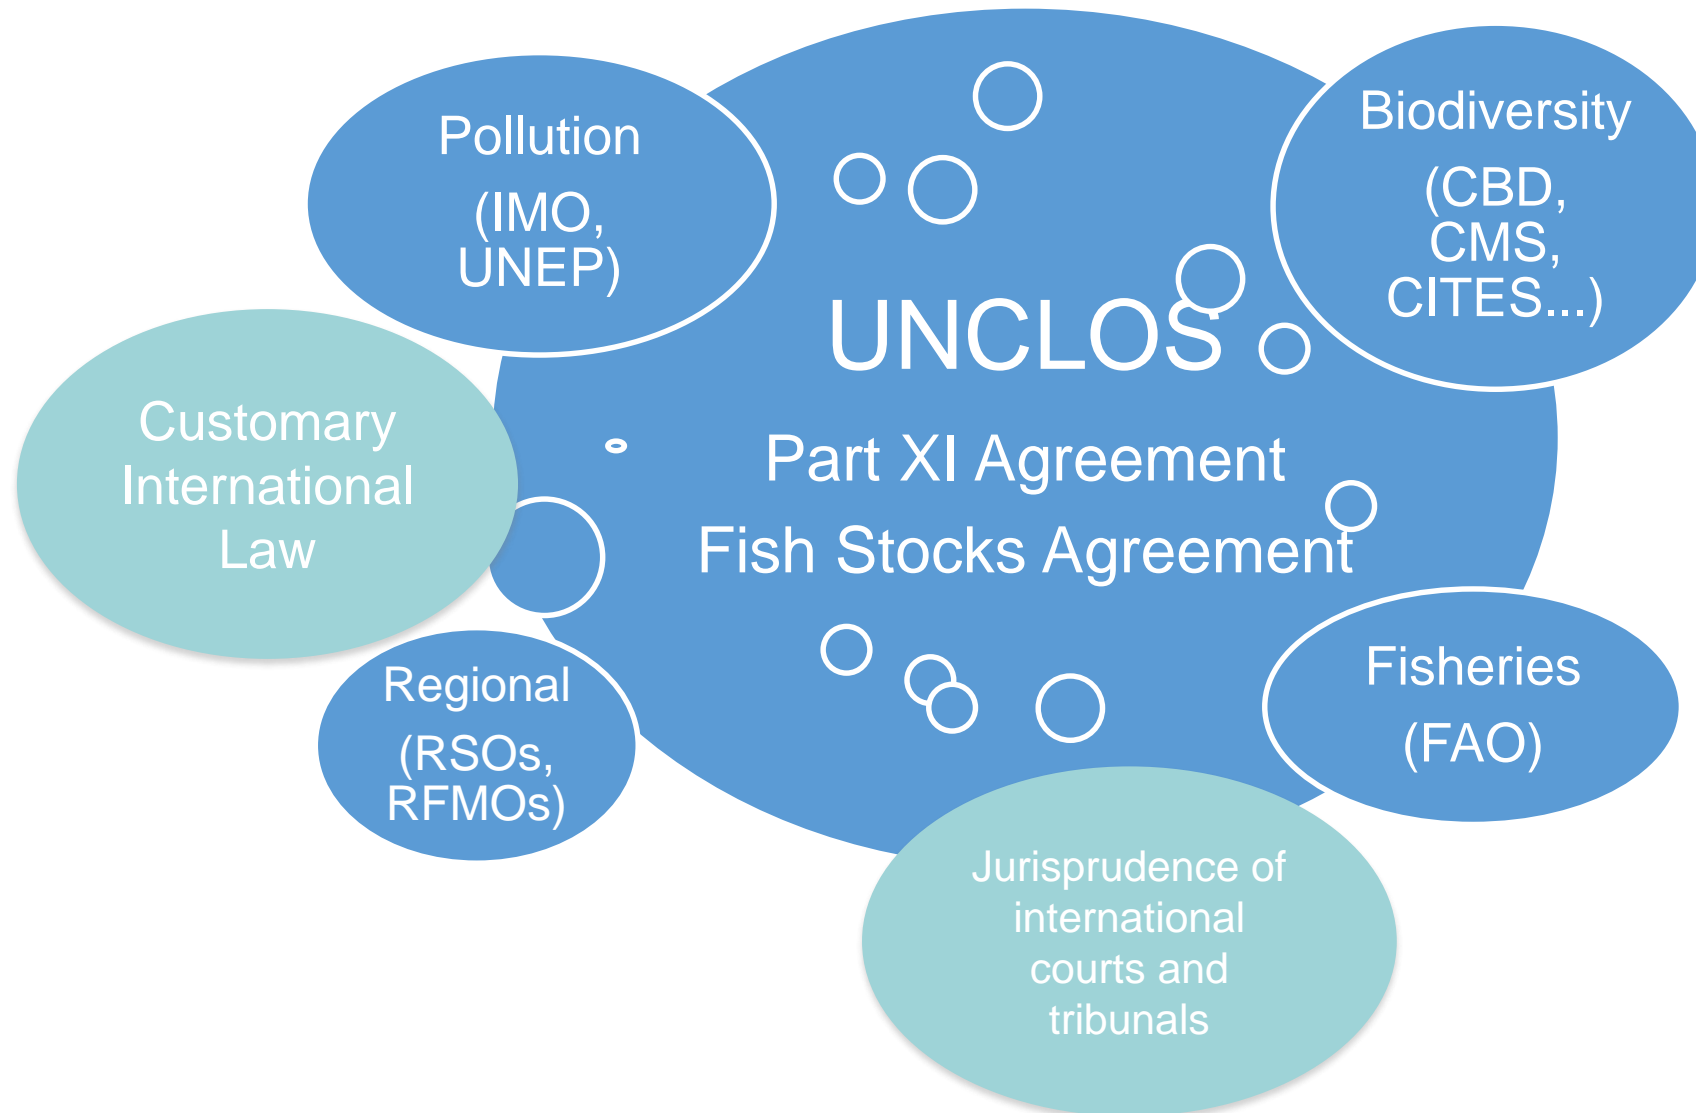 Pollution
(IMO,
UNEP)
Biodiversity
(CBD,
CMS,
CITES...)
UNCLOS
Part XI Agreement
Fish Stocks Agreement
Customary
International
Law
Regional
(RSOs,
RFMOs)
Fisheries
(FAO)
Jurisprudence of
international
courts and
tribunals